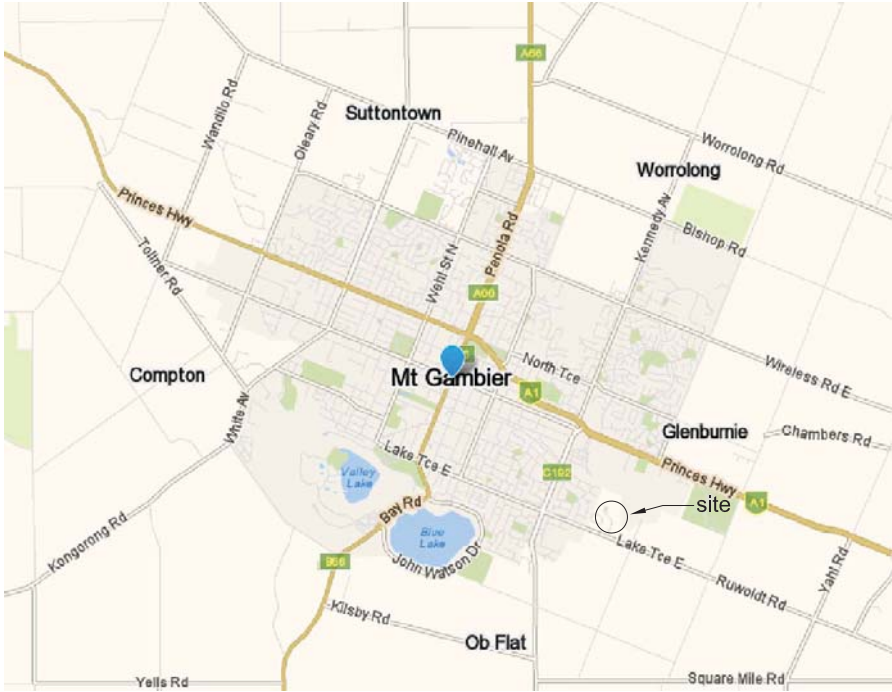 A66
Wandilo Rd
Oleary Rd
Suttontown
Pinehall Av
Worrolong Rd
Worrolong
Princes Hwy
Kennedy Av
Bishop Rd
Tollner Rd
Wehl St N
Penola Rd
A66
North Tce
Wireless Rd E
Compton
Mt Gambier
A1
White Av
Glenburnie
Chambers Rd
Lake Tce E
C192
Princes Hwy
Valley
Lake
A1
site
Bay Rd
Blue
Lake
Kongorong Rd
John Watson Dr
Lake Tce E
B66
Ruwoldt Rd
Yahl Rd
Kilsby Rd
Ob Flat
Yells Rd
Square Mile Rd